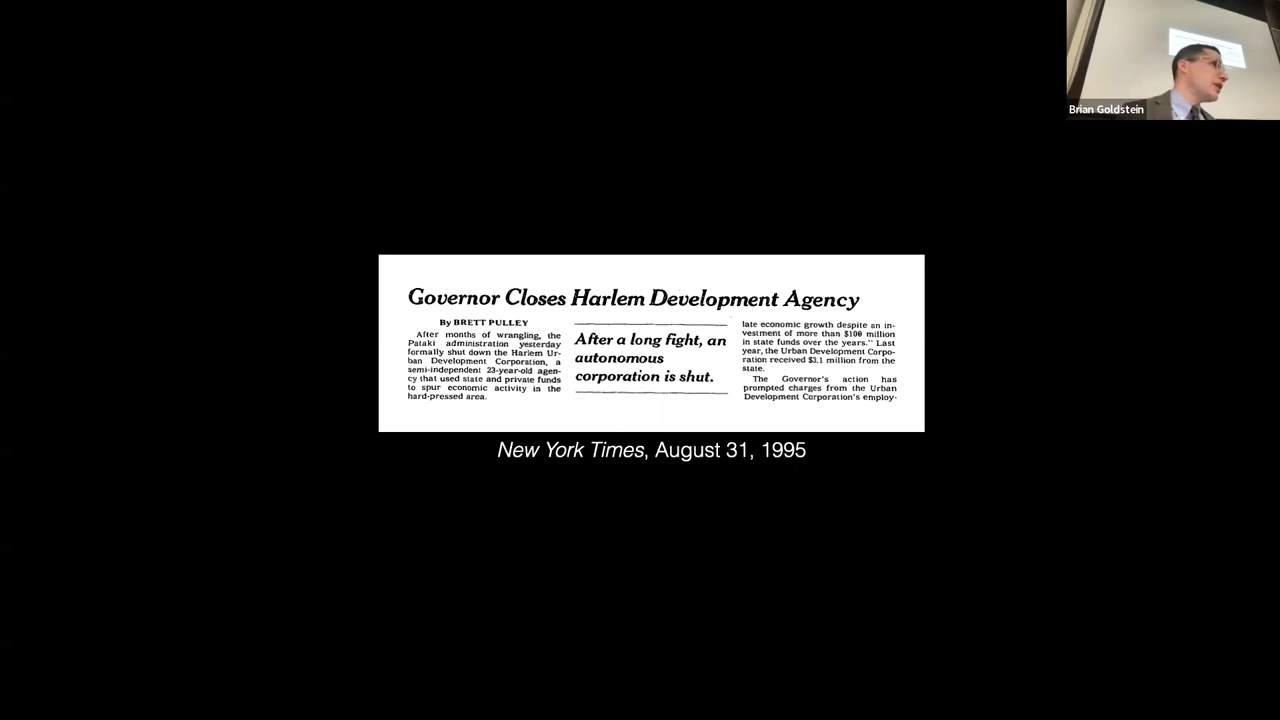 Brian Goldstein
Governor Closes Harlem Development Agency
By BRETT PULLEY
After months of wrangling, the
Pataki administration yesterday
formally shut down the Harlem Ur-
ban Development Corporation, a
semi-independent 23-year-old agen-
cy that used state and private funds
to spur economic activity in the
hard-pressed area.
After a long fight, an
autonomous
corporation is shut.
late economic growth despite an in-
vestment of more than $100 million
in state funds over the years." Last
year, the Urban Development Corpo-
ration received $3.1 million from the
state.
The Governor's action has
prompted charges from the Urban
Development Corporation's employ-
New York Times, August 31, 1995